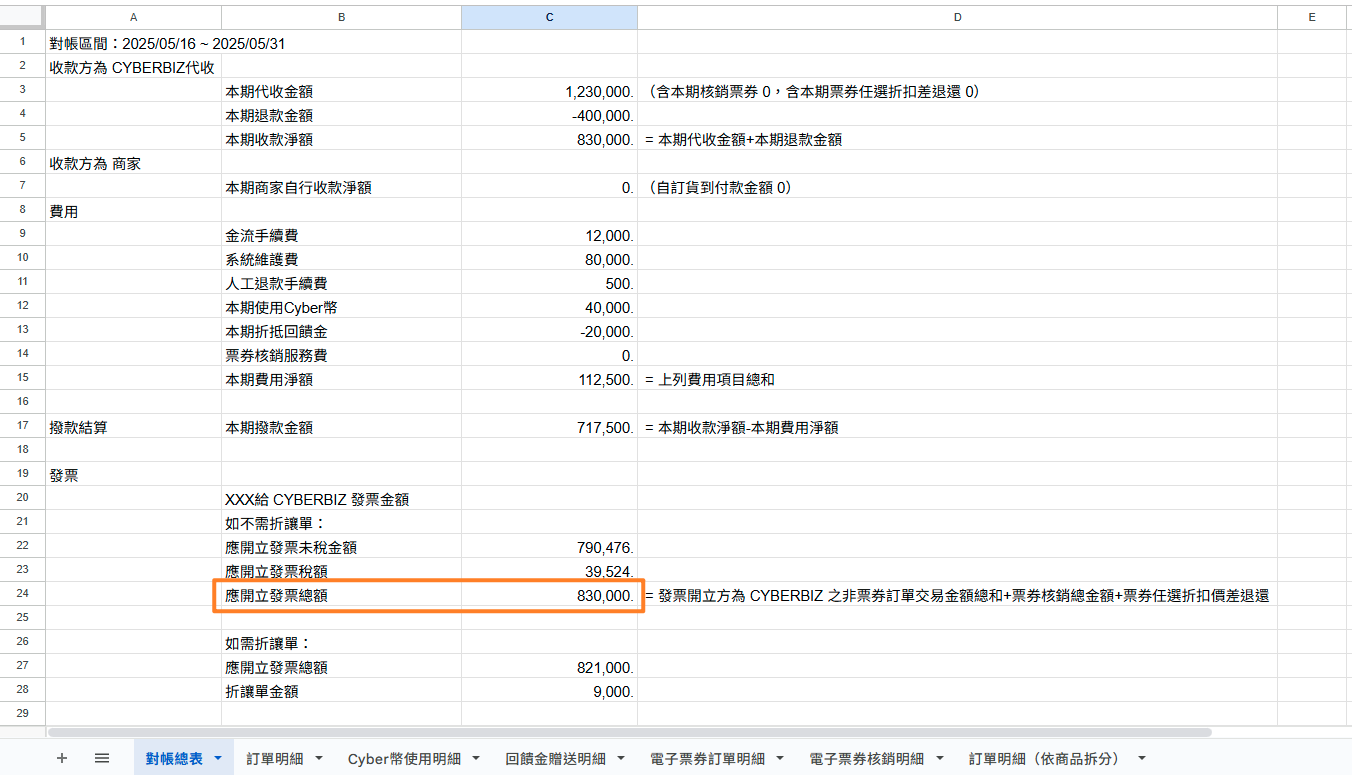 A B C D E
1 對帳區間：2025/05/16 ~ 2025/05/31
2 收款方為 CYBERBIZ代收
3 本期代收金額 1,230,000. （含本期核銷票券 0，含本期票券任選折扣差退還 0）
4 本期退款金額 -400,000.
5 本期收款淨額 830,000. = 本期代收金額+本期退款金額
6 收款方為 商家
7 本期商家自行收款淨額 0. （自訂貨到付款金額 0）
8 費用
9 金流手續費 12,000.
10 系統維護費 80,000.
11 人工退款手續費 500.
12 本期使用Cyber幣 40,000.
13 本期折抵回饋金 -20,000.
14 票券核銷服務費 0.
15 本期費用淨額 112,500. = 上列費用項目總和
16
17 撥款結算 本期撥款金額 717,500. = 本期收款淨額-本期費用淨額
18
19 發票
20 XXX給 CYBERBIZ 發票金額
21 如不需折讓單：
22 應開立發票未稅金額 790,476.
23 應開立發票稅額 39,524.
24 應開立發票總額 830,000. = 發票開立方為 CYBERBIZ 之非票券訂單交易金額總和+票券核銷總金額+票券任選折扣價差退還
25
26 如需折讓單：
27 應開立發票總額 821,000.
28 折讓單金額 9,000.
29
對帳總表 訂單明細 Cyber幣使用明細 回饋金贈送明細 電子票券訂單明細 電子票券核銷明細 訂單明細（依商品拆分）